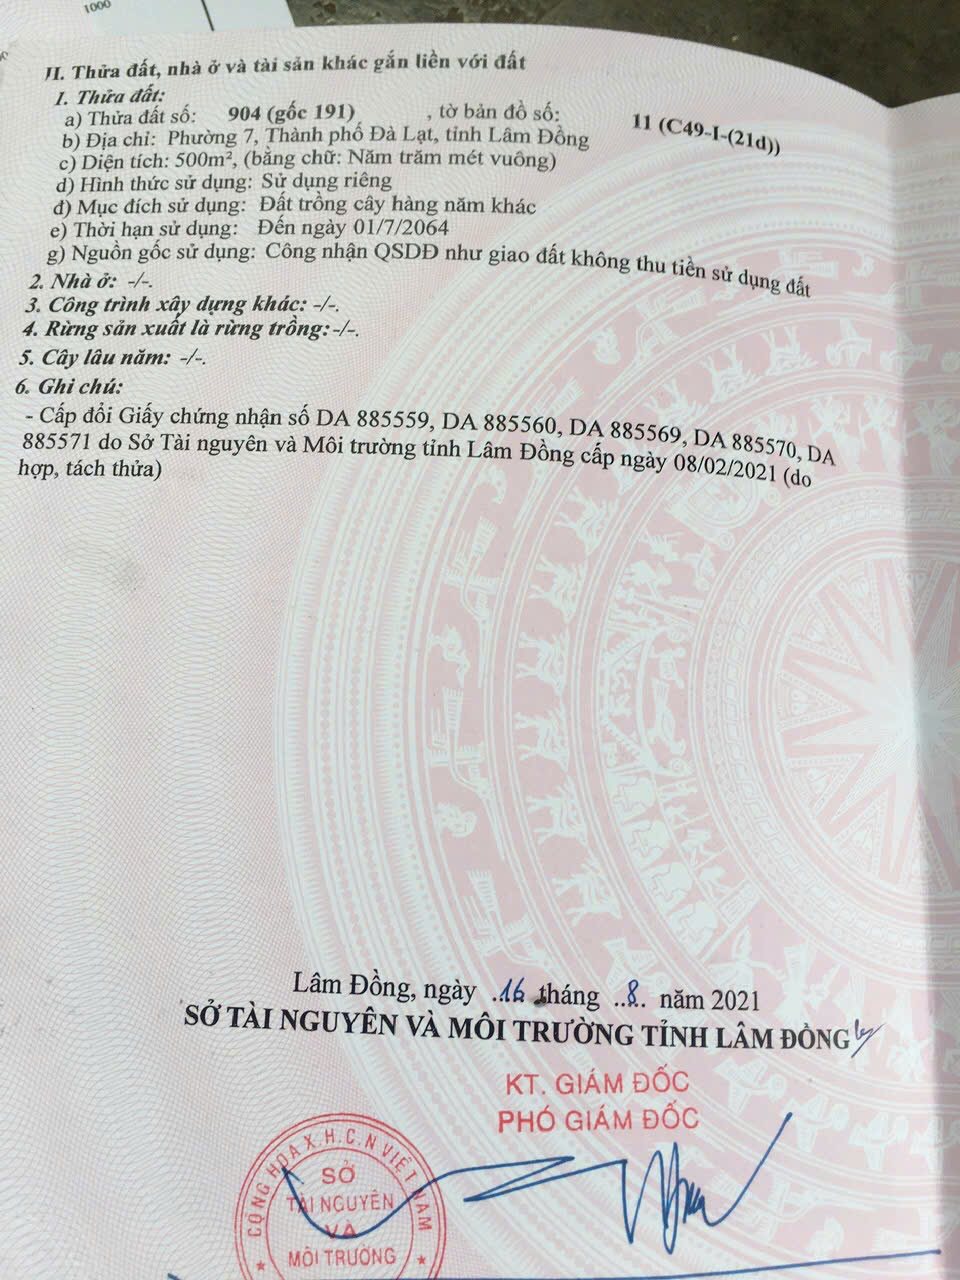 1000
II. Thửa đất, nhà ở và tài sản khác gắn liền với đất
1. Thửa đất:
a) Thửa đất số: 904 (gốc 191) , tờ bản đồ số: 11 (C49-I-(21d))
b) Địa chỉ: Phường 7, Thành phố Đà Lạt, tỉnh Lâm Đồng
c) Diện tích: 500m², (bằng chữ: Năm trăm mét vuông)
d) Hình thức sử dụng: Sử dụng riêng
đ) Mục đích sử dụng: Đất trồng cây hàng năm khác
e) Thời hạn sử dụng: Đến ngày 01/7/2064
g) Nguồn gốc sử dụng: Công nhận QSDĐ như giao đất không thu tiền sử dụng đất
2. Nhà ở: -/-.
3. Công trình xây dựng khác: -/-.
4. Rừng sản xuất là rừng trồng: -/-.
5. Cây lâu năm: -/-.
6. Ghi chú:
- Cấp đổi Giấy chứng nhận số DA 885559, DA 885560, DA 885569, DA 885570, DA
885571 do Sở Tài nguyên và Môi trường tỉnh Lâm Đồng cấp ngày 08/02/2021 (do
hợp, tách thửa)
Lâm Đồng, ngày ..16 tháng ..8.. năm 2021
SỞ TÀI NGUYÊN VÀ MÔI TRƯỜNG TỈNH LÂM ĐỒNG
KT. GIÁM ĐỐC
PHÓ GIÁM ĐỐC
CỘNG HOÀ X.H.C.N VIỆT NAM
SỞ
TÀI NGUYÊN
VÀ
MÔI TRƯỜNG